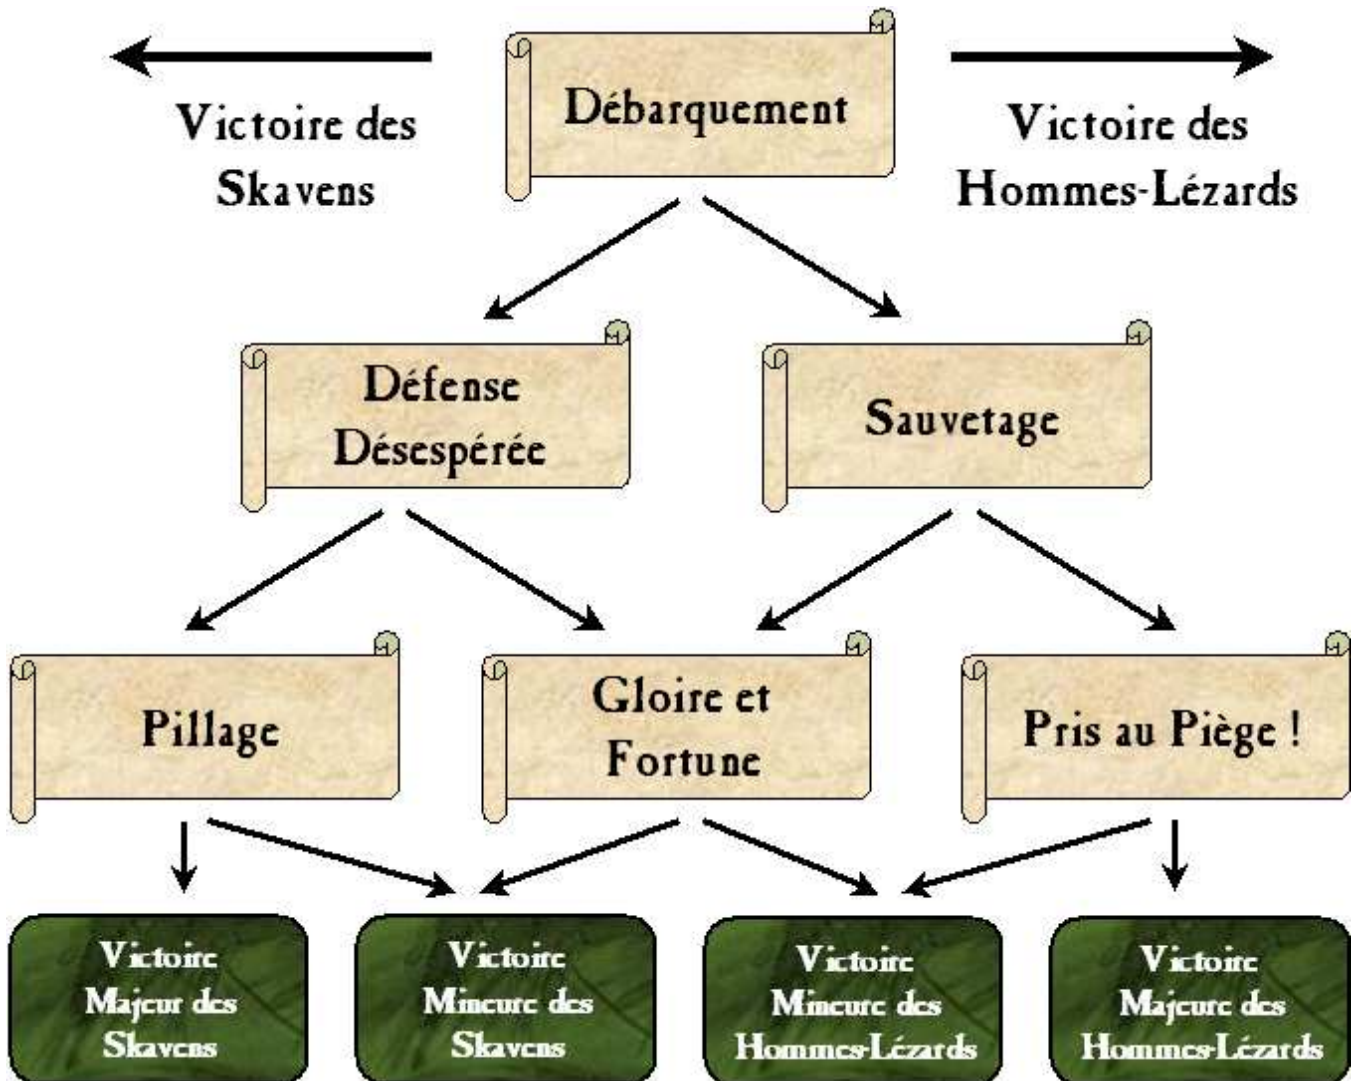 Débarquement
Victoire des
Skavens
Victoire des
Hommes-Lézards
Défense
Désespérée
Sauvetage
Pillage
Gloire et
Fortune
Pris au Piège !
Victoire
Majeur des
Skavens
Victoire
Mineure des
Skavens
Victoire
Mineure des
Hommes-Lézards
Victoire
Majeure des
Hommes-Lézards